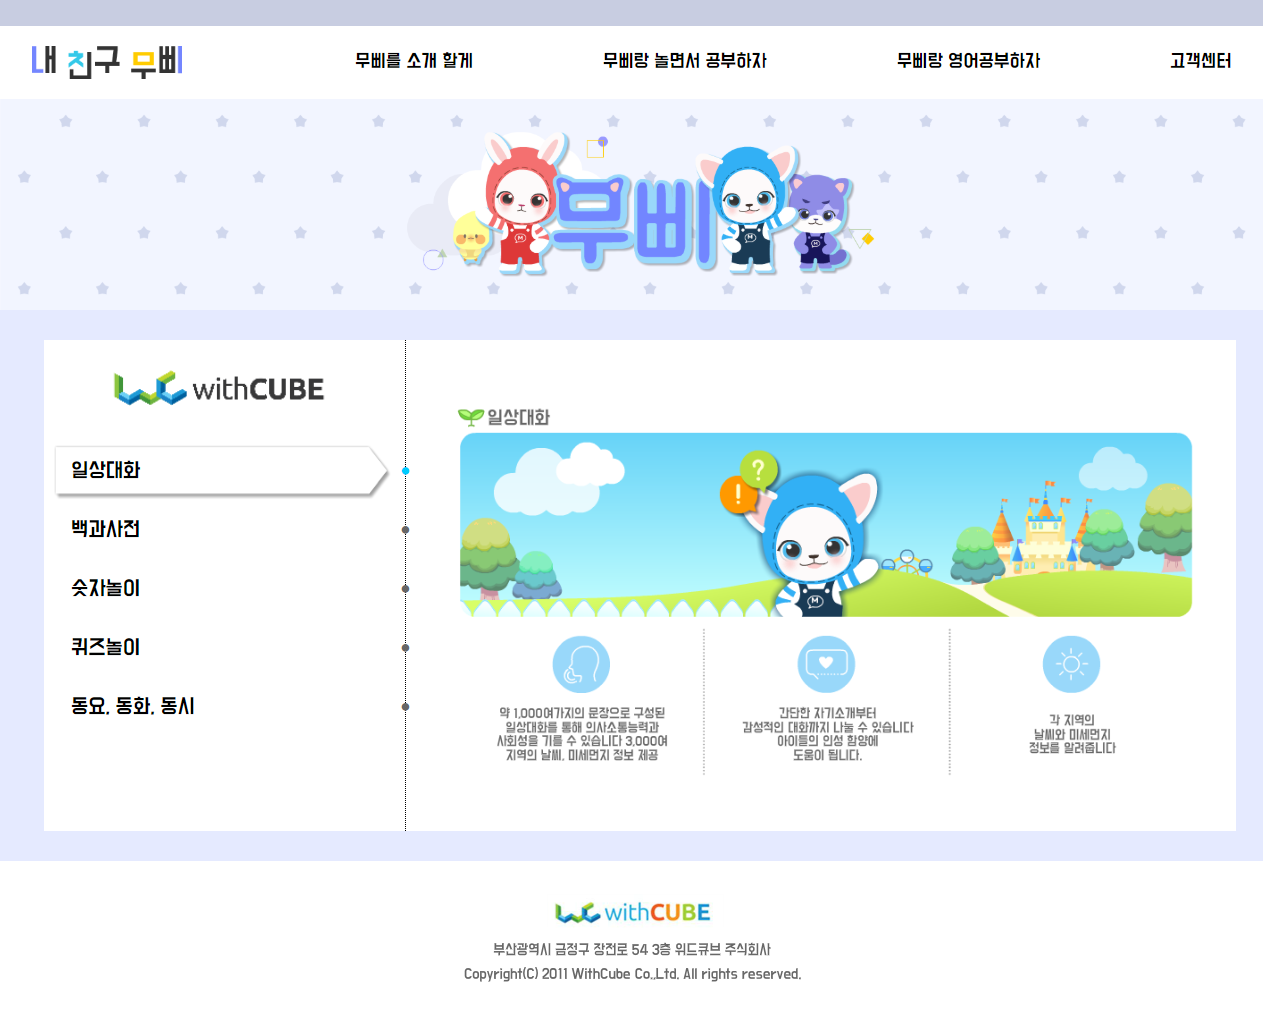 내 친구 무삐
무삐를 소개 할게
무삐랑 놀면서 공부하자
무삐랑 영어공부하자
고객센터
무삐
M
M
M
withCUBE
일상대화
백과사전
숫자놀이
퀴즈놀이
동요, 동화, 동시
일상대화
! ?
M
약 1,000여가지의 문장으로 구성된
일상대화를 통해 의사소통능력과
사회성을 기를 수 있습니다 3,000여
지역의 날씨, 미세먼지 정보 제공
간단한 자기소개부터
감성적인 대화까지 나눌 수 있습니다
아이들의 인성 함양에
도움이 됩니다.
각 지역의
날씨와 미세먼지
정보를 알려줍니다
withCUBE
부산광역시 금정구 장전로 54 3층 위드큐브 주식회사
Copyright(C) 2011 WithCube Co.,Ltd. All rights reserved.